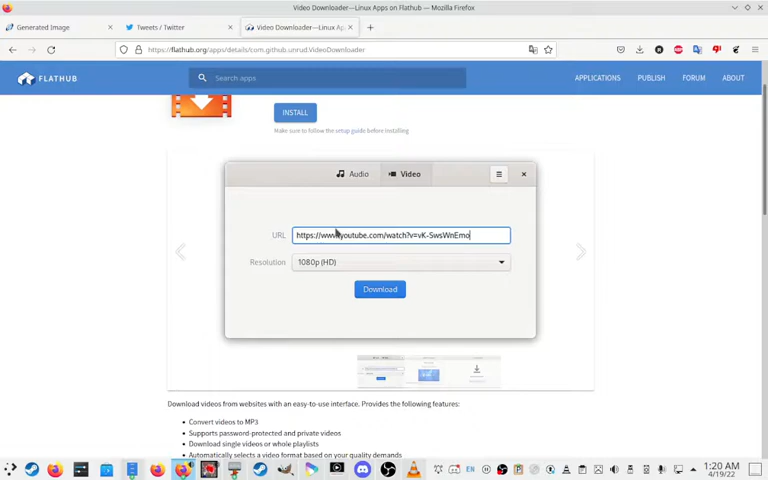 Video Downloader—Linux Apps on Flathub — Mozilla Firefox
Generated Image
Tweets / Twitter
Video Downloader—Linux Ap
https://flathub.org/apps/details/com.github.unrud.VideoDownloader
FLATHUB
Search apps
APPLICATIONS
PUBLISH
FORUM
ABOUT
INSTALL
Make sure to follow the setup guide before installing
Audio
Video
URL
https://www.youtube.com/watch?v=vK-SwsWnEmo
Resolution
1080p (HD)
Download
Download videos from websites with an easy-to-use interface. Provides the following features:
• Convert videos to MP3
• Supports password-protected and private videos
• Download single videos or whole playlists
• Automatically selects a video format based on your quality demands
EN
1:20 AM
4/19/22